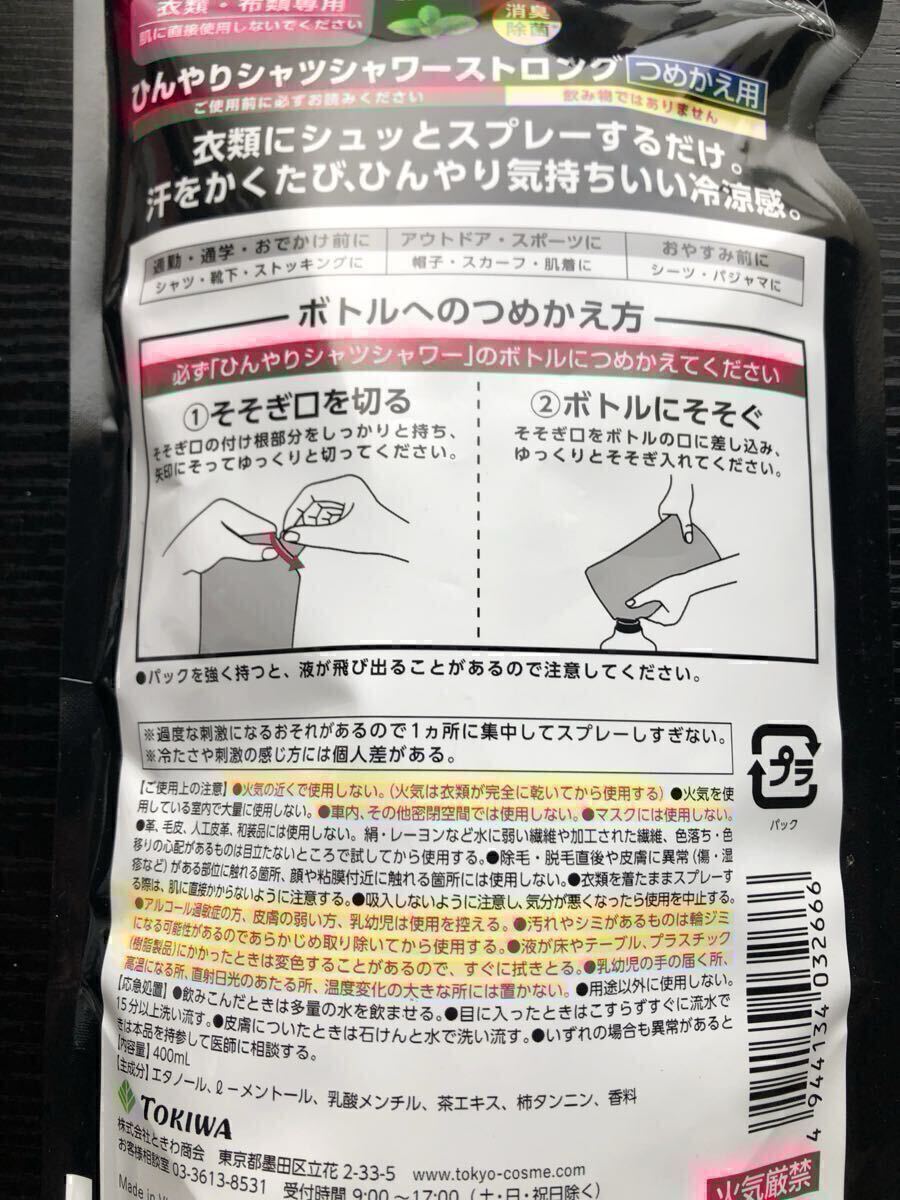 衣類・布類専用
肌に直接使用しないでください
消臭
除菌
ひんやりシャツシャワーストロング つめかえ用
ご使用前に必ずお読みください
飲み物ではありません
衣類にシュッとスプレーするだけ。
汗をかくたび、ひんやり気持ちいい冷涼感。
通勤・通学・おでかけ前に
シャツ・靴下・ストッキングに
アウトドア・スポーツに
帽子・スカーフ・肌着に
おやすみ前に
シーツ・パジャマに
ボトルへのつめかえ方
必ず「ひんやりシャツシャワー」のボトルにつめかえてください
①そそぎ口を切る
そそぎ口の付け根部分をしっかりと持ち、
矢印にそってゆっくりと切ってください。
②ボトルにそそぐ
そそぎ口をボトルの口に差し込み、
ゆっくりとそそぎ入れてください。
●パックを強く持つと、液が飛び出ることがあるので注意してください。
※過度な刺激になるおそれがあるので1ヵ所に集中してスプレーしすぎない。
※冷たさや刺激の感じ方には個人差がある。
プラ
パック
【ご使用上の注意】●火気の近くで使用しない。(火気は衣類が完全に乾いてから使用する)●火気を使
用している室内で大量に使用しない。●車内、その他密閉空間では使用しない。●マスクには使用しない。
●革、毛皮、人工皮革、和装品には使用しない。絹・レーヨンなど水に弱い繊維や加工された繊維、色落ち・色
移りの心配があるものは目立たないところで試してから使用する。●除毛・脱毛直後や皮膚に異常(傷・湿
疹など)がある部位に触れる箇所、顔や粘膜付近に触れる箇所には使用しない。●衣類を着たままスプレーす
る際は、肌に直接かからないように注意する。●吸入しないように注意し、気分が悪くなったら使用を中止する。
●アルコール過敏症の方、皮膚の弱い方、乳幼児は使用を控える。●汚れやシミがあるものは輪ジミ
になる可能性があるのであらかじめ取り除いてから使用する。●液が床やテーブル、プラスチック
(樹脂製品)にかかったときは変色することがあるので、すぐに拭きとる。●乳幼児の手の届く所、
高温になる所、直射日光のあたる所、温度変化の大きな所には置かない。●用途以外に使用しない。
【応急処置】●飲みこんだときは多量の水を飲ませる。●目に入ったときはこすらずすぐに流水で
15分以上洗い流す。●皮膚についたときは石けんと水で洗い流す。●いずれの場合も異常があると
きは本品を持参して医師に相談する。
【内容量】400mL
【主成分】エタノール、ℓ-メントール、乳酸メンチル、茶エキス、柿タンニン、香料
TOKIWA
株式会社ときわ商会 東京都墨田区立花 2-33-5 www.tokyo-cosme.com
お客様相談室 03-3613-8531 受付時間 9:00〜17:00(土・日・祝日除く)
Made in
火気厳禁
4 944134 032666